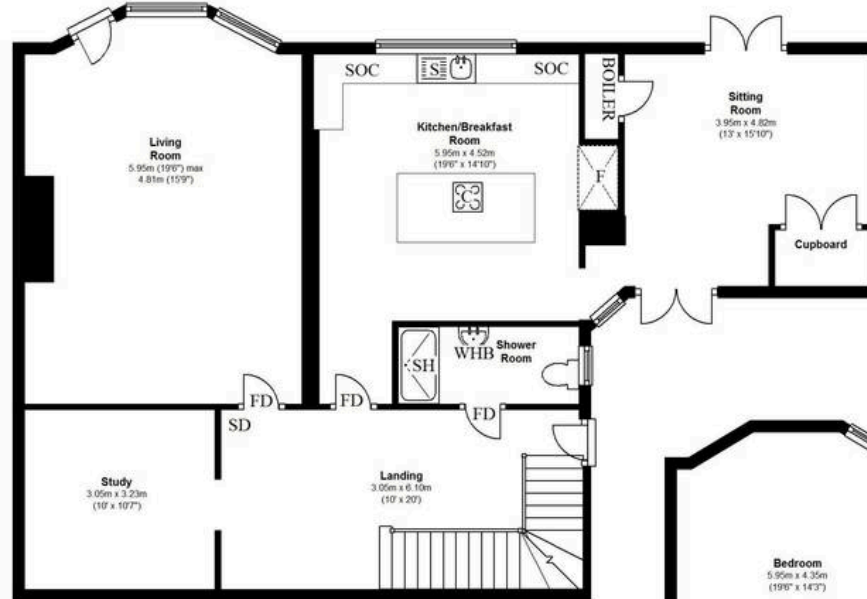 SOC
S
SOC
BOILER
Sitting
Room
3.95m x 4.82m
(13' x 15'10")
Living
Room
5.95m (19'6") max
4.81m (15'9")
Kitchen/Breakfast
Room
5.95m x 4.52m
(19'6" x 14'10")
F
C
Cupboard
WHB
Shower
Room
SH
FD
FD
FD
SD
Study
3.05m x 3.23m
(10' x 10'7")
Landing
3.05m x 6.10m
(10' x 20')
Bedroom
5.95m x 4.35m
(19'6" x 14'3")